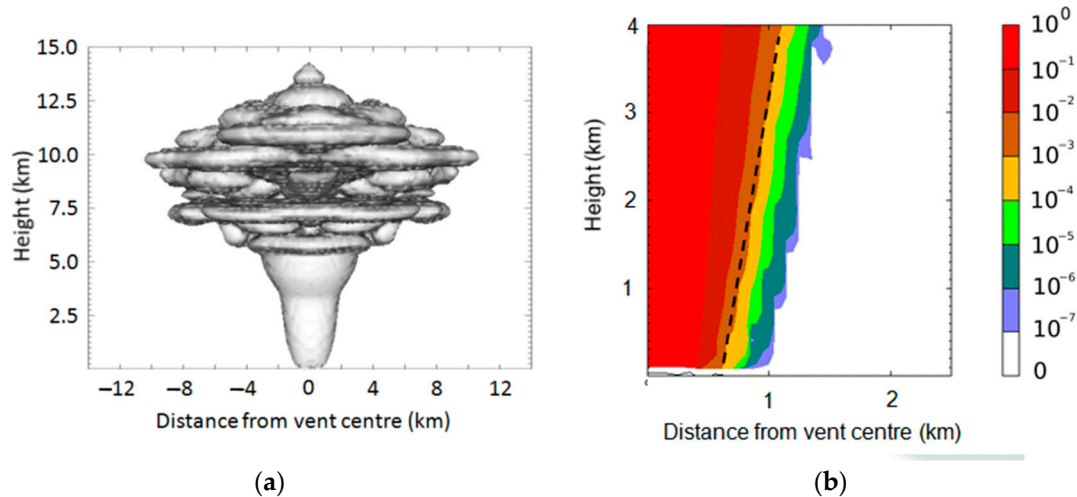 15.0
12.5
10.0
7.5
5.0
2.5
Height (km)
−12 −8 −4 0 4 8 12
Distance from vent centre (km)
(a)
4
3
2
1
Height (km)
1 2
Distance from vent centre (km)
10⁰
10⁻¹
10⁻²
10⁻³
10⁻⁴
10⁻⁵
10⁻⁶
10⁻⁷
0
(b)